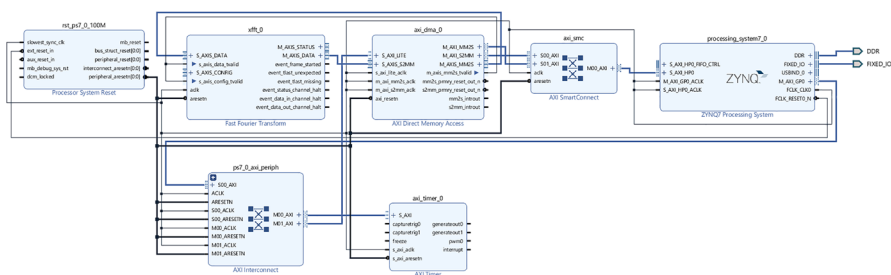 rst_ps7_0_100M
slowest_sync_clk
ext_reset_in
aux_reset_in
mb_debug_sys_rst
dcm_locked
mb_reset
bus_struct_reset[0:0]
peripheral_reset[0:0]
interconnect_aresetn[0:0]
peripheral_aresetn[0:0]
Processor System Reset
xfft_0
S_AXIS_DATA
s_axis_data_tvalid
S_AXIS_CONFIG
s_axis_config_tvalid
aclk
aresetn
M_AXIS_STATUS
M_AXIS_DATA
event_frame_started
event_tlast_unexpected
event_tlast_missing
event_status_channel_halt
event_data_in_channel_halt
event_data_out_channel_halt
Fast Fourier Transform
axi_dma_0
S_AXI_LITE
S_AXIS_S2MM
s_axi_lite_aclk
m_axi_mm2s_aclk
m_axi_s2mm_aclk
axi_resetn
M_AXI_MM2S
M_AXI_S2MM
M_AXIS_MM2S
m_axis_mm2s_tvalid
mm2s_prmry_reset_out_n
s2mm_prmry_reset_out_n
mm2s_introut
s2mm_introut
AXI Direct Memory Access
axi_smc
S00_AXI
S01_AXI
aclk
aresetn
M00_AXI
AXI SmartConnect
processing_system7_0
S_AXI_HP0_FIFO_CTRL
S_AXI_HP0
M_AXI_GP0_ACLK
S_AXI_HP0_ACLK
ZYNQ
DDR
FIXED_IO
USBIND_0
M_AXI_GP0
FCLK_CLK0
FCLK_RESET0_N
ZYNQ7 Processing System
DDR
FIXED_IO
ps7_0_axi_periph
S00_AXI
ACLK
ARESETN
S00_ACLK
S00_ARESETN
M00_ACLK
M00_ARESETN
M01_ACLK
M01_ARESETN
M00_AXI
M01_AXI
AXI Interconnect
axi_timer_0
S_AXI
capturetrig0
capturetrig1
freeze
s_axi_aclk
s_axi_aresetn
generateout0
generateout1
pwm0
interrupt
AXI Timer